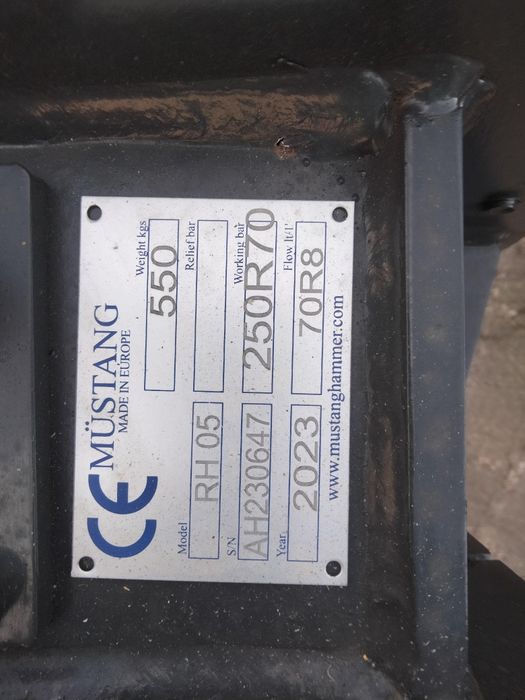 CE MÜSTANG
MADE IN EUROPE
Weight kgs
550
Model
RH 05
Relief bar
S/N
AH230647
Working bar
250R70
Year
2023
Flow lt/1'
70R8
www.mustanghammer.com